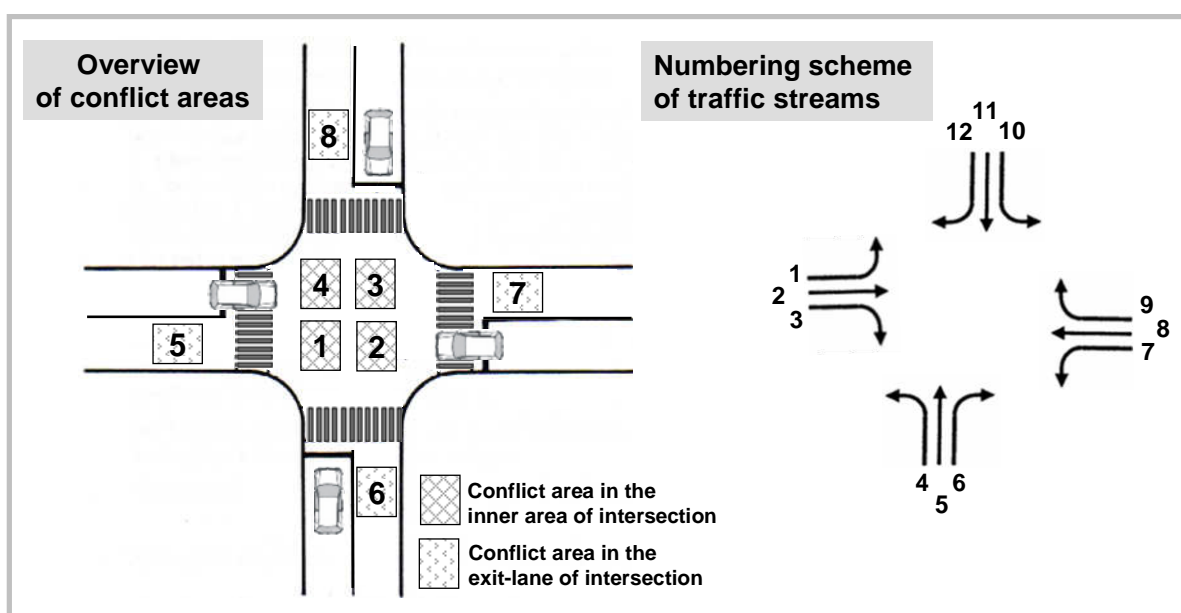 Overview
of conflict areas
8
4
3
7
5
1
2
6
Conflict area in the
inner area of intersection
Conflict area in the
exit-lane of intersection
Numbering scheme
of traffic streams
11
12 10
1
2
3
9
8
7
4 6
5